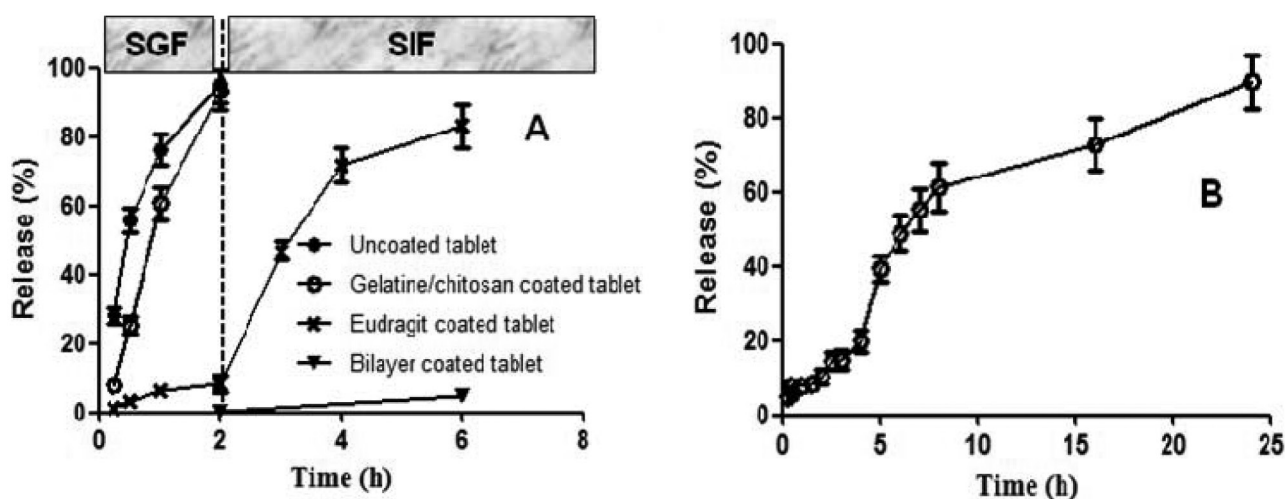 SGF
SIF
100
80
60
40
20
0
Release (%)
A
Uncoated tablet
Gelatine/chitosan coated tablet
Eudragit coated tablet
Bilayer coated tablet
0 2 4 6 8
Time (h)
100
80
60
40
20
0
Release (%)
B
0 5 10 15 20 25
Time (h)